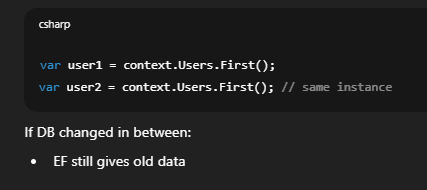 csharp
var user1 = context.Users.First();
var user2 = context.Users.First(); // same instance
If DB changed in between:
• EF still gives old data